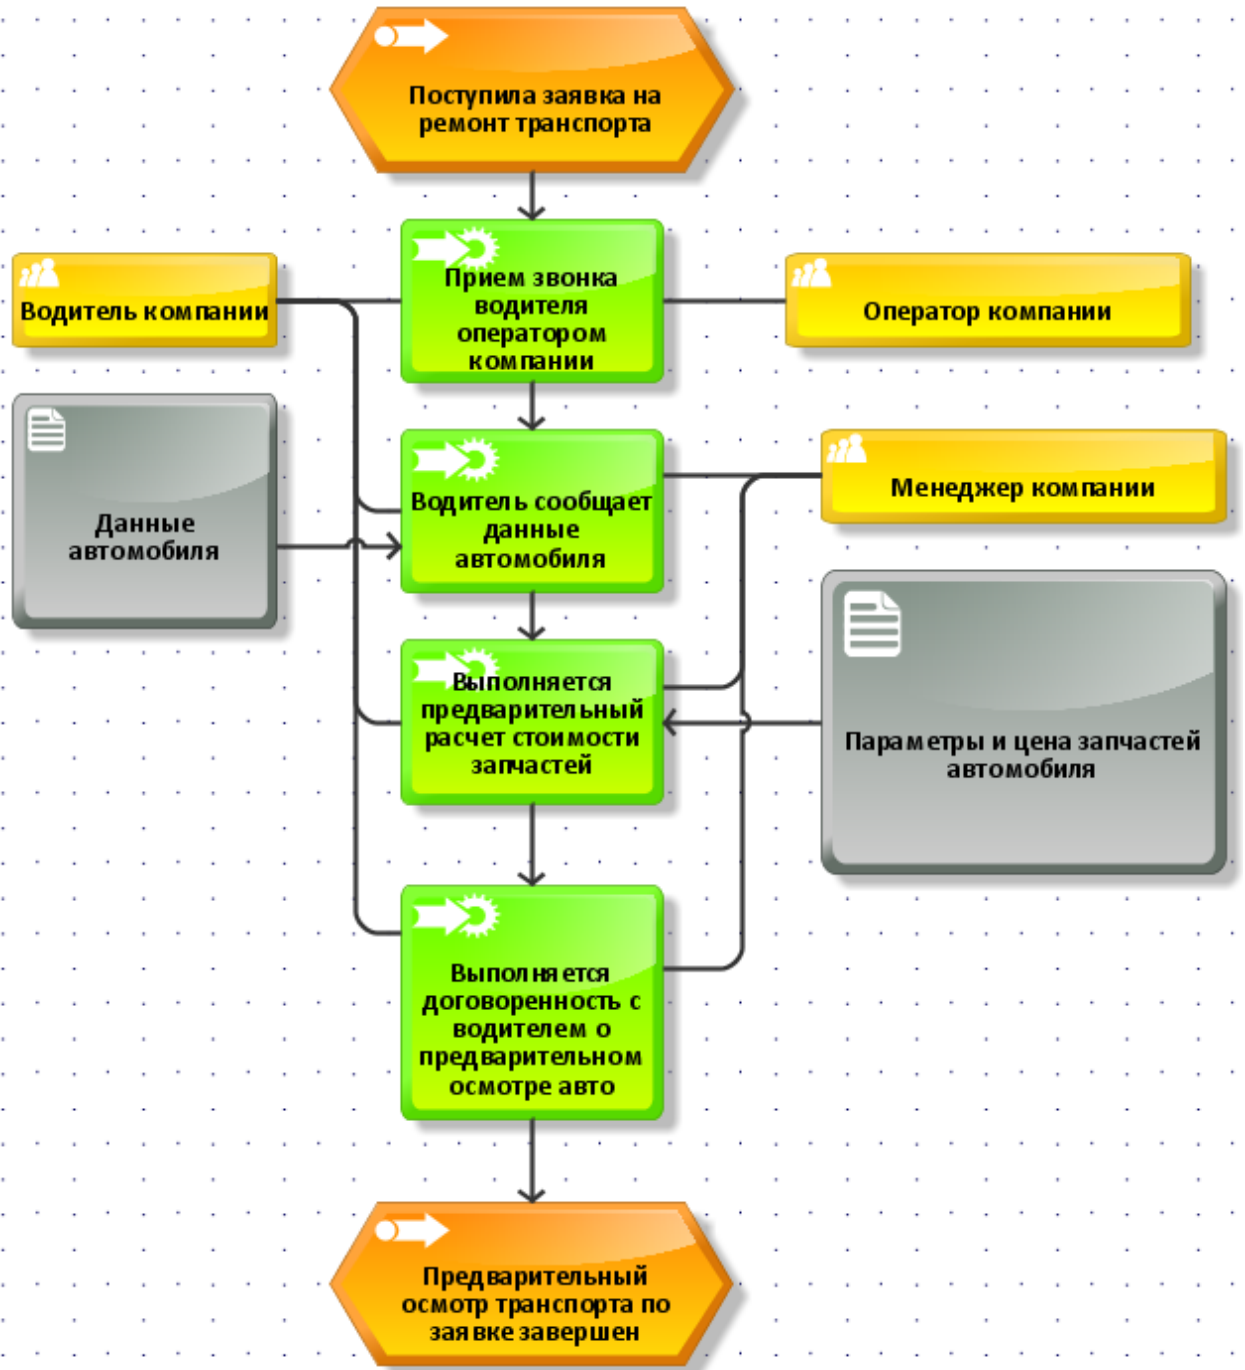 Поступила заявка на
ремонт транспорта
Прием звонка
водителя
оператором
компании
Водитель компании
Оператор компании
Данные
автомобиля
Водитель сообщает
данные
автомобиля
Менеджер компании
Выполняется
предварительный
расчет стоимости
запчастей
Параметры и цена запчастей
автомобиля
Выполняется
договоренность с
водителем о
предварительном
осмотре авто
Предварительный
осмотр транспорта по
заявке завершен